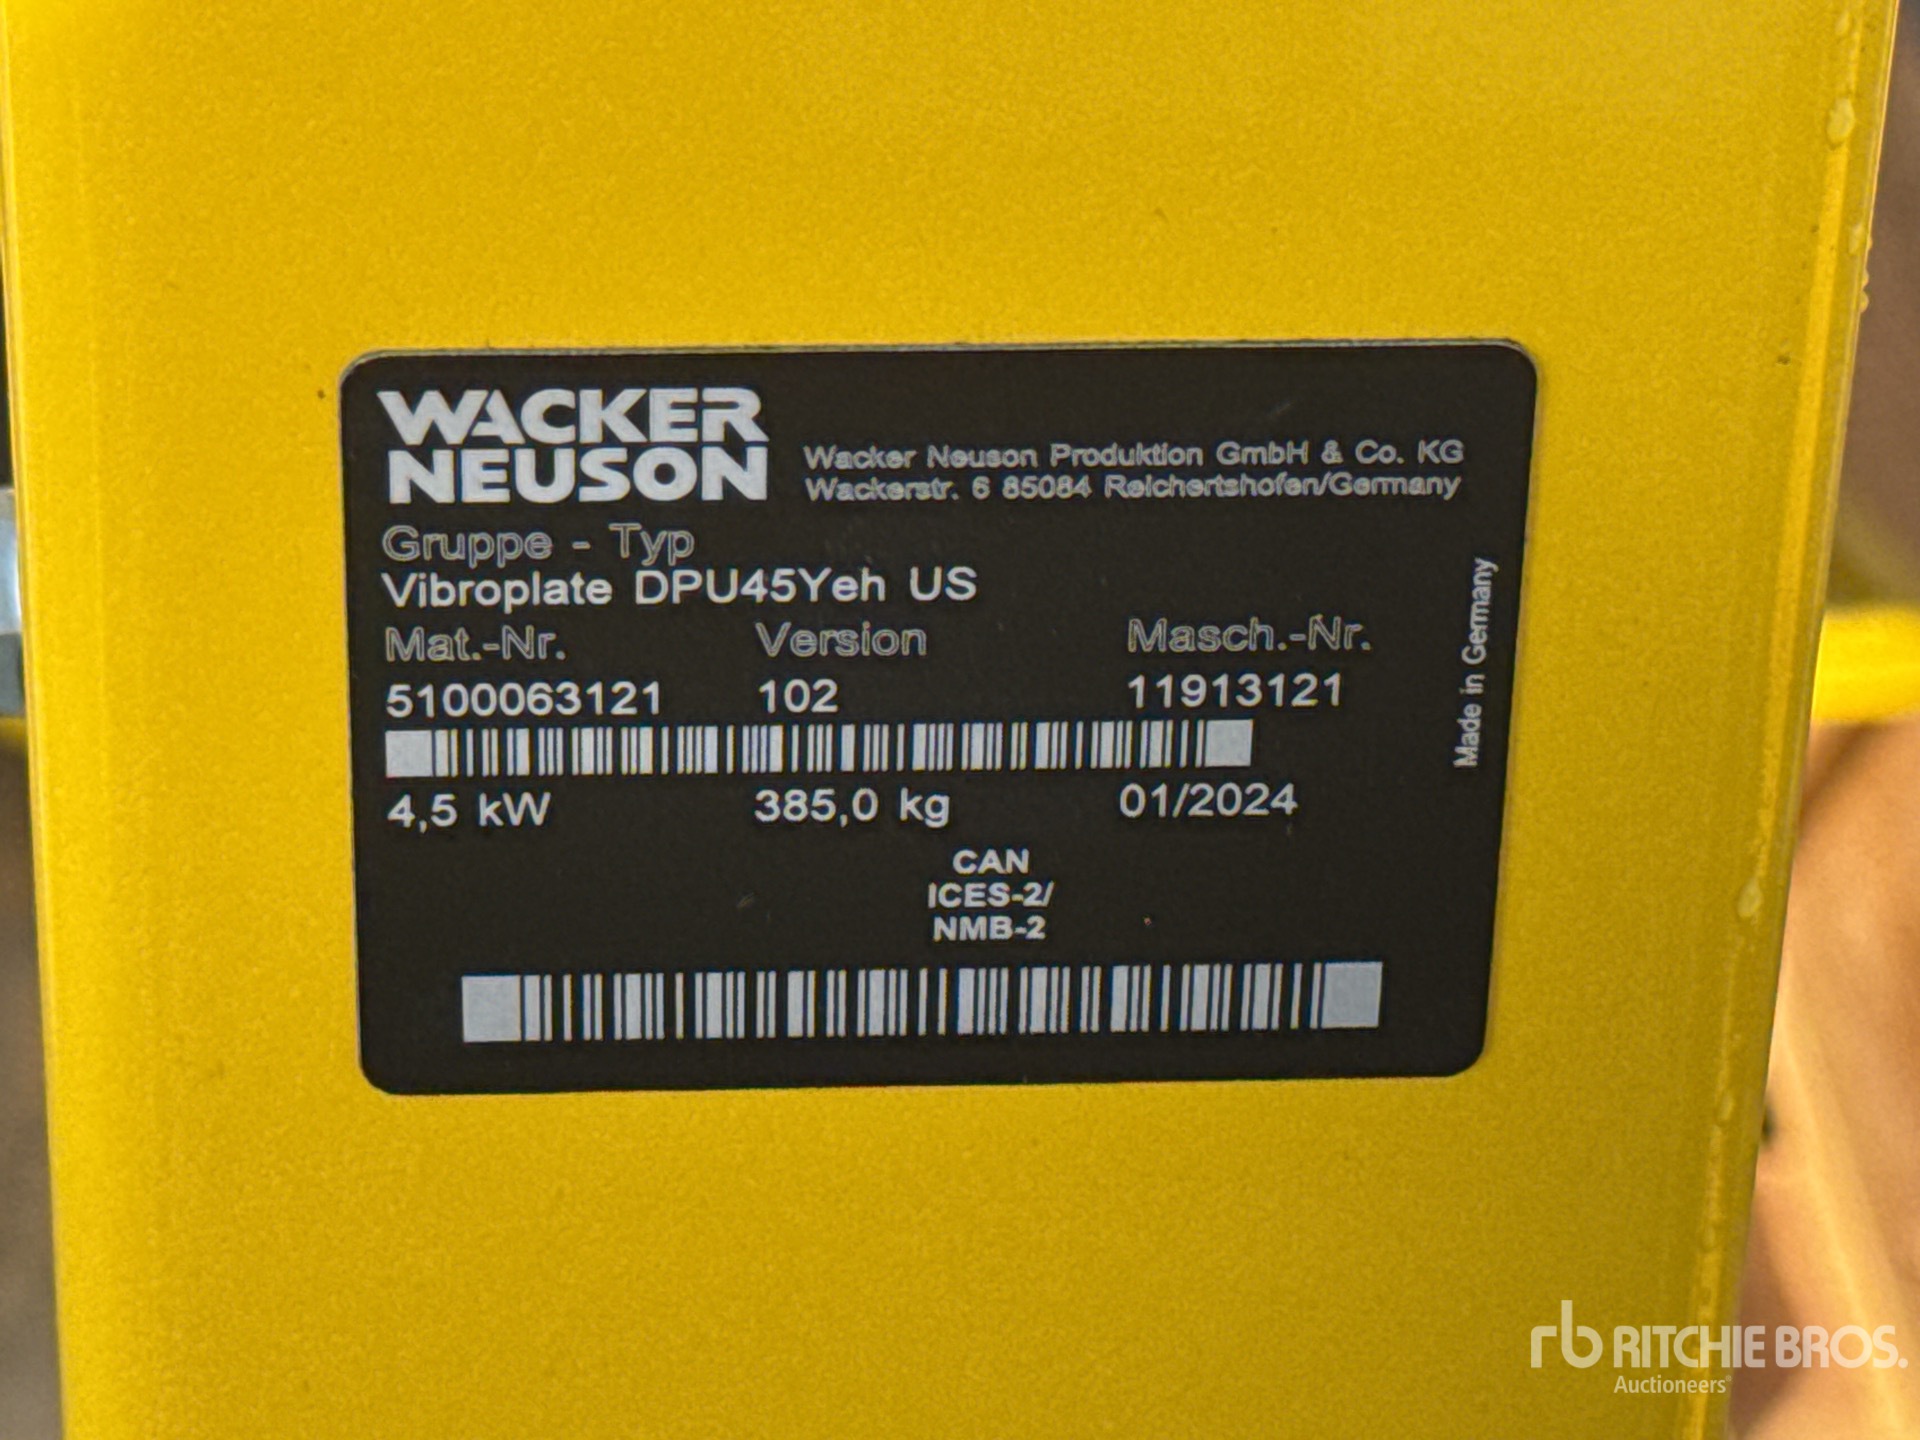 WACKER
NEUSON
Wacker Neuson Produktion GmbH & Co. KG
Wackerstr. 6 85084 Reichertshofen/Germany
Gruppe - Typ
Vibroplate DPU45Yeh US
Mat.-Nr. Version Masch.-Nr.
5100063121 102 11913121
4,5 kW 385,0 kg 01/2024
CAN
ICES-2/
NMB-2
Made in Germany
rb RITCHIE BROS.
Auctioneers